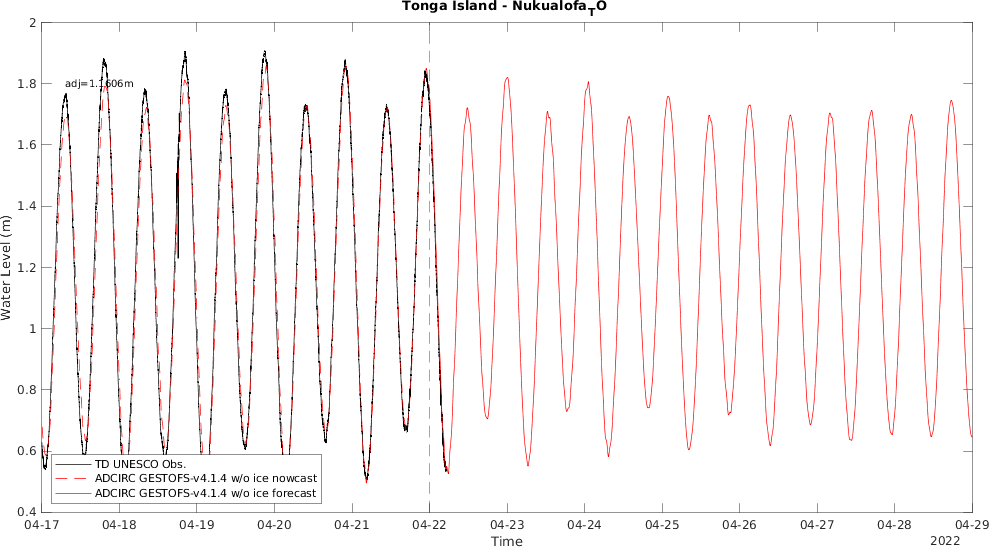 Tonga Island - NukualofaTO
2
adj=1.1606m
1.8
1.6
1.4
1.2
1
0.8
0.6
0.4
Water Level (m)
TD UNESCO Obs.
ADCIRC GESTOFS-v4.1.4 w/o ice nowcast
ADCIRC GESTOFS-v4.1.4 w/o ice forecast
04-17 04-18 04-19 04-20 04-21 04-22 04-23 04-24 04-25 04-26 04-27 04-28 04-29
Time
2022